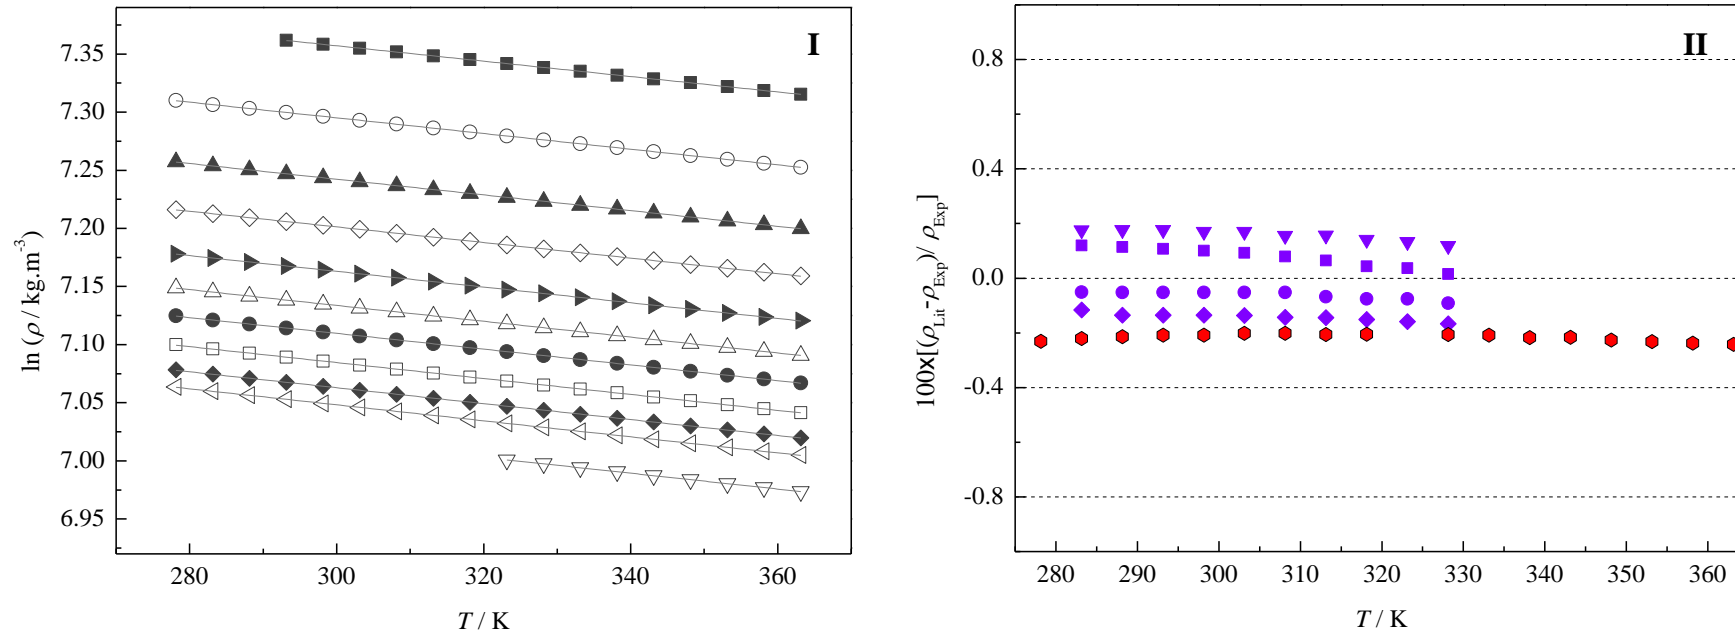 I
7.35
7.30
7.25
7.20
7.15
7.10
7.05
7.00
6.95
ln (ρ / kg.m⁻³)
280 300 320 340 360
T / K
II
0.8
0.4
0.0
-0.4
-0.8
100x[(ρLit-ρExp)/ ρExp]
280 290 300 310 320 330 340 350 360
T / K